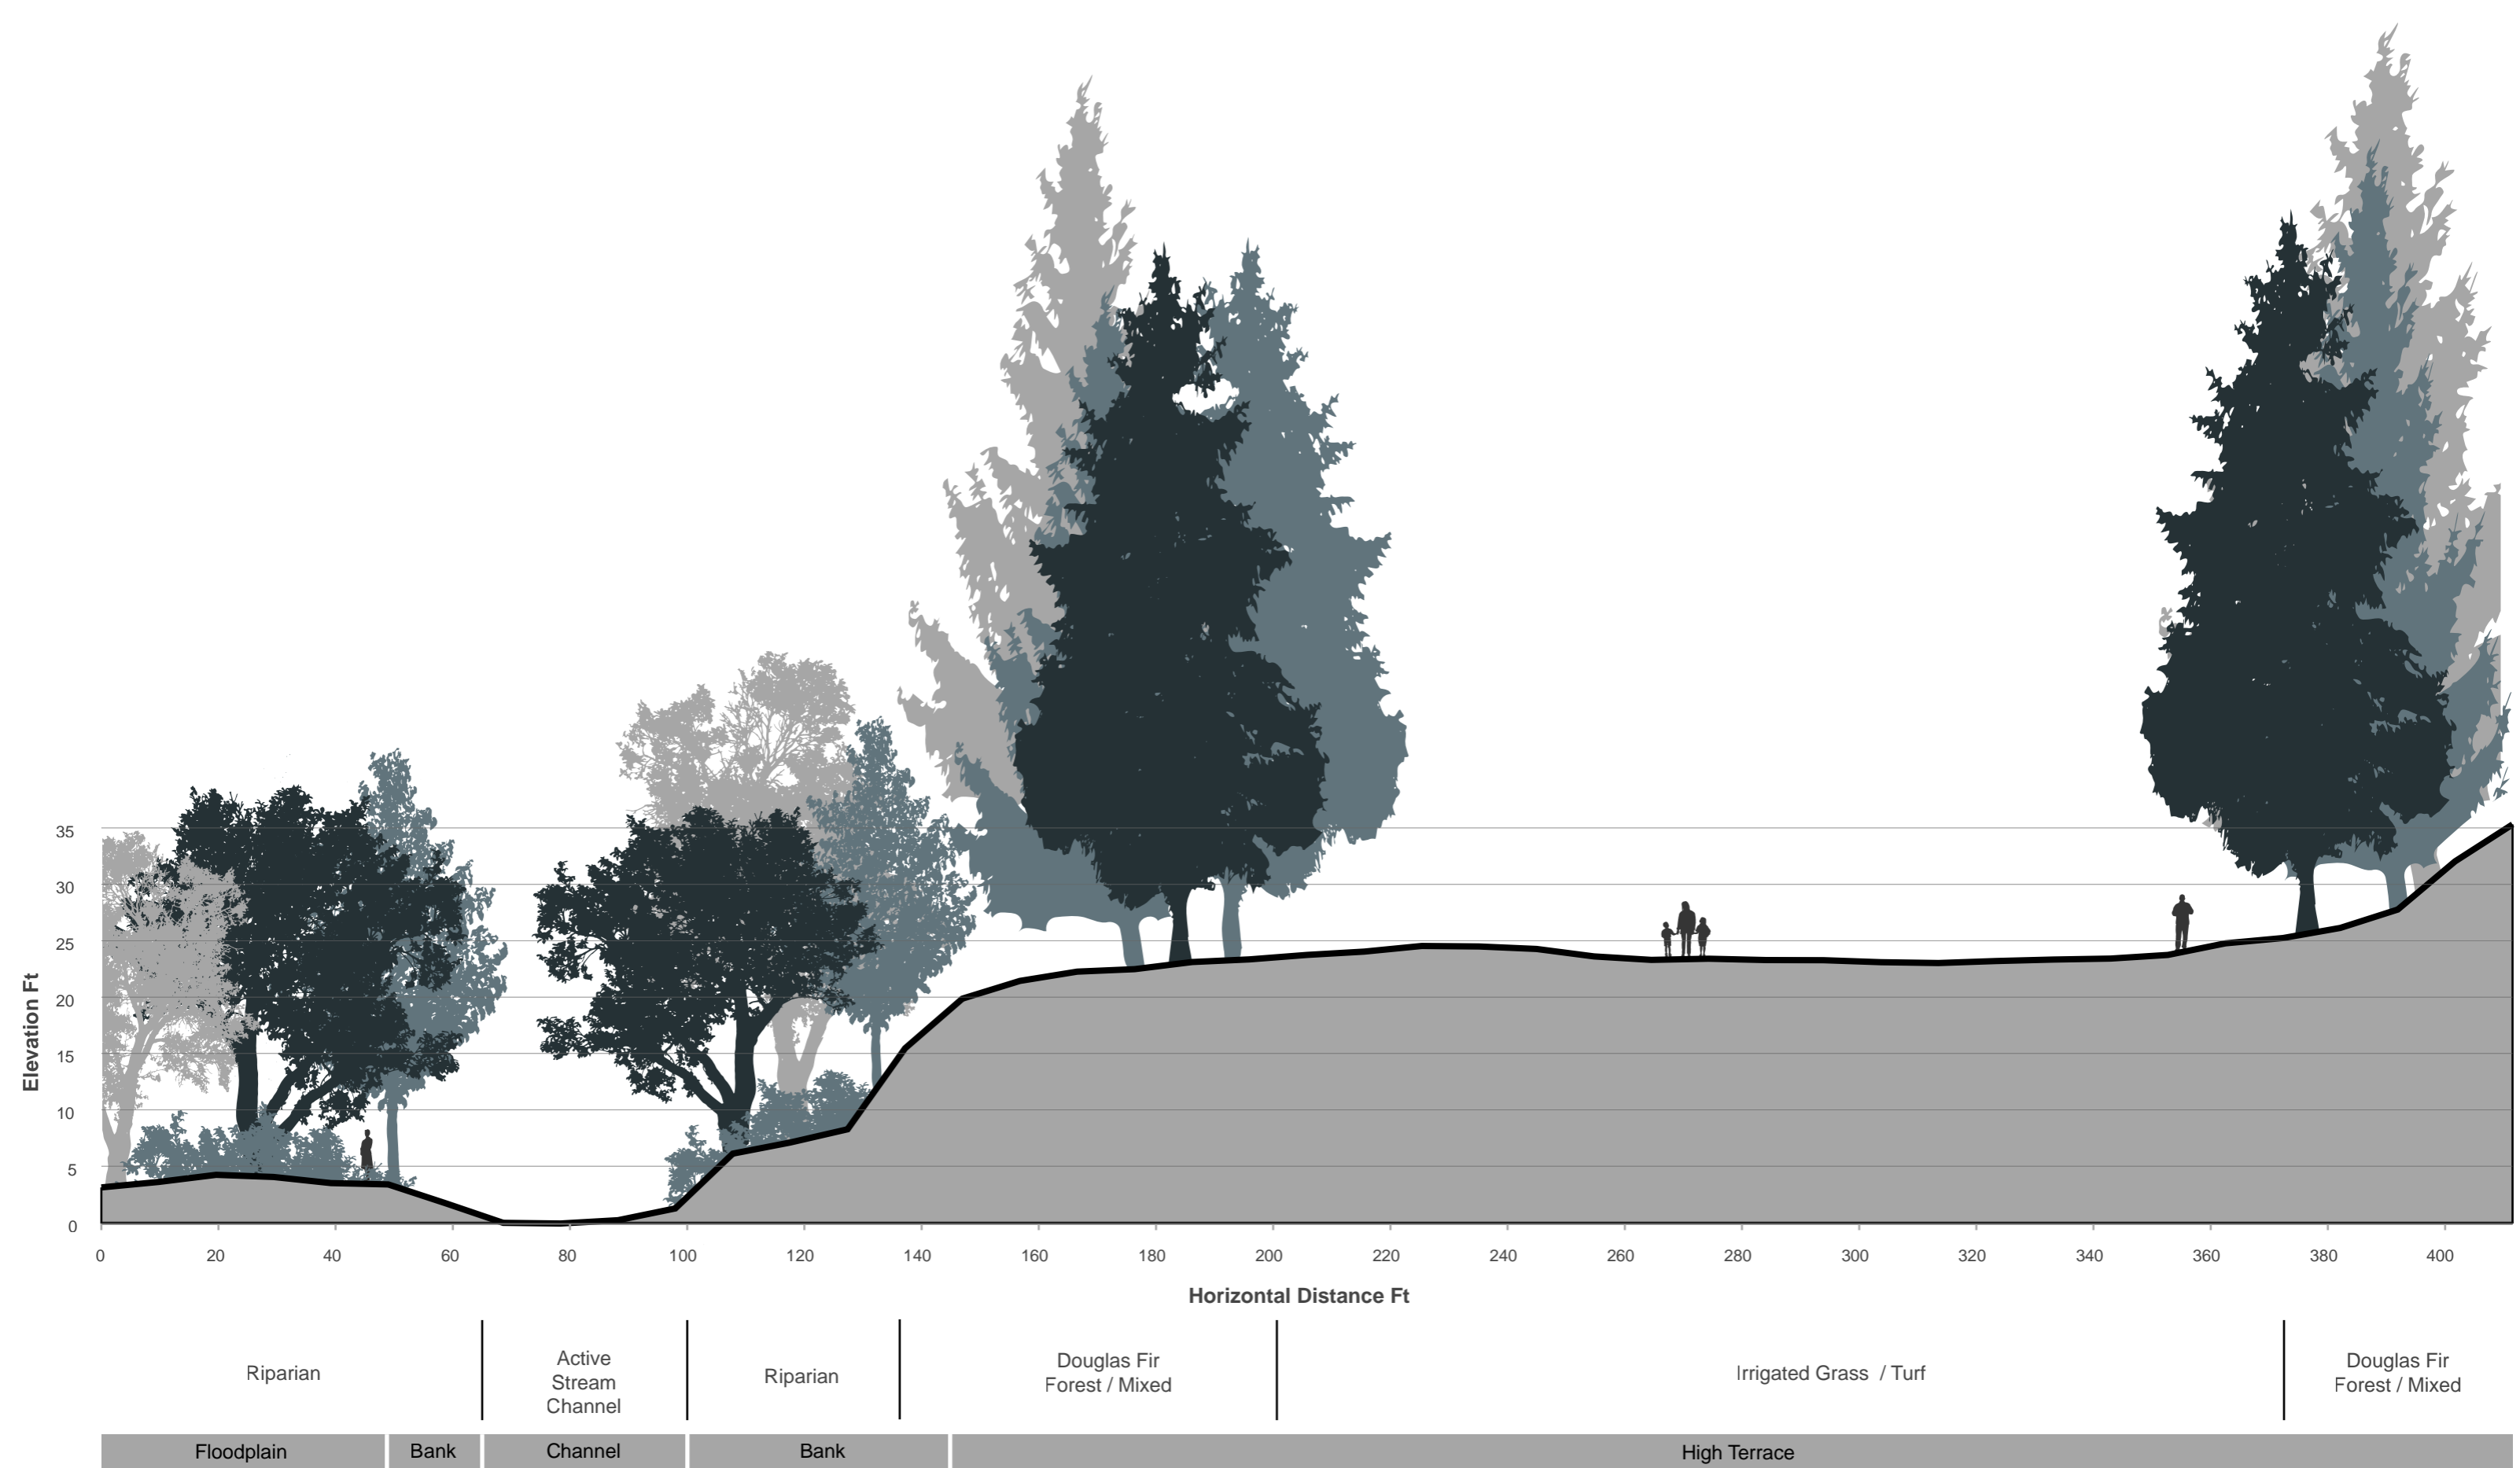 35
30
25
20
15
10
5
0
Elevation Ft
0 20 40 60 80 100 120 140 160 180 200 220 240 260 280 300 320 340 360 380 400
Horizontal Distance Ft
Riparian
Active
Stream
Channel
Riparian
Douglas Fir
Forest / Mixed
Irrigated Grass / Turf
Douglas Fir
Forest / Mixed
Floodplain
Bank
Channel
Bank
High Terrace